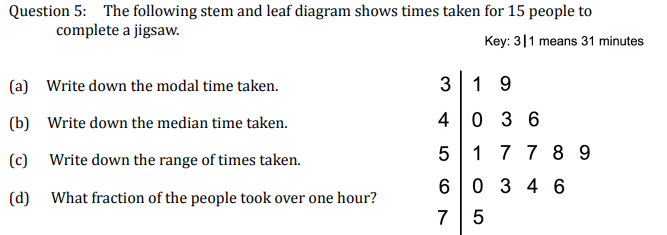 Question 5: The following stem and leaf diagram shows times taken for 15 people to
complete a jigsaw.
Key: 3|1 means 31 minutes
(a) Write down the modal time taken.
(b) Write down the median time taken.
(c) Write down the range of times taken.
(d) What fraction of the people took over one hour?
3 | 1 9
4 | 0 3 6
5 | 1 7 7 8 9
6 | 0 3 4 6
7 | 5